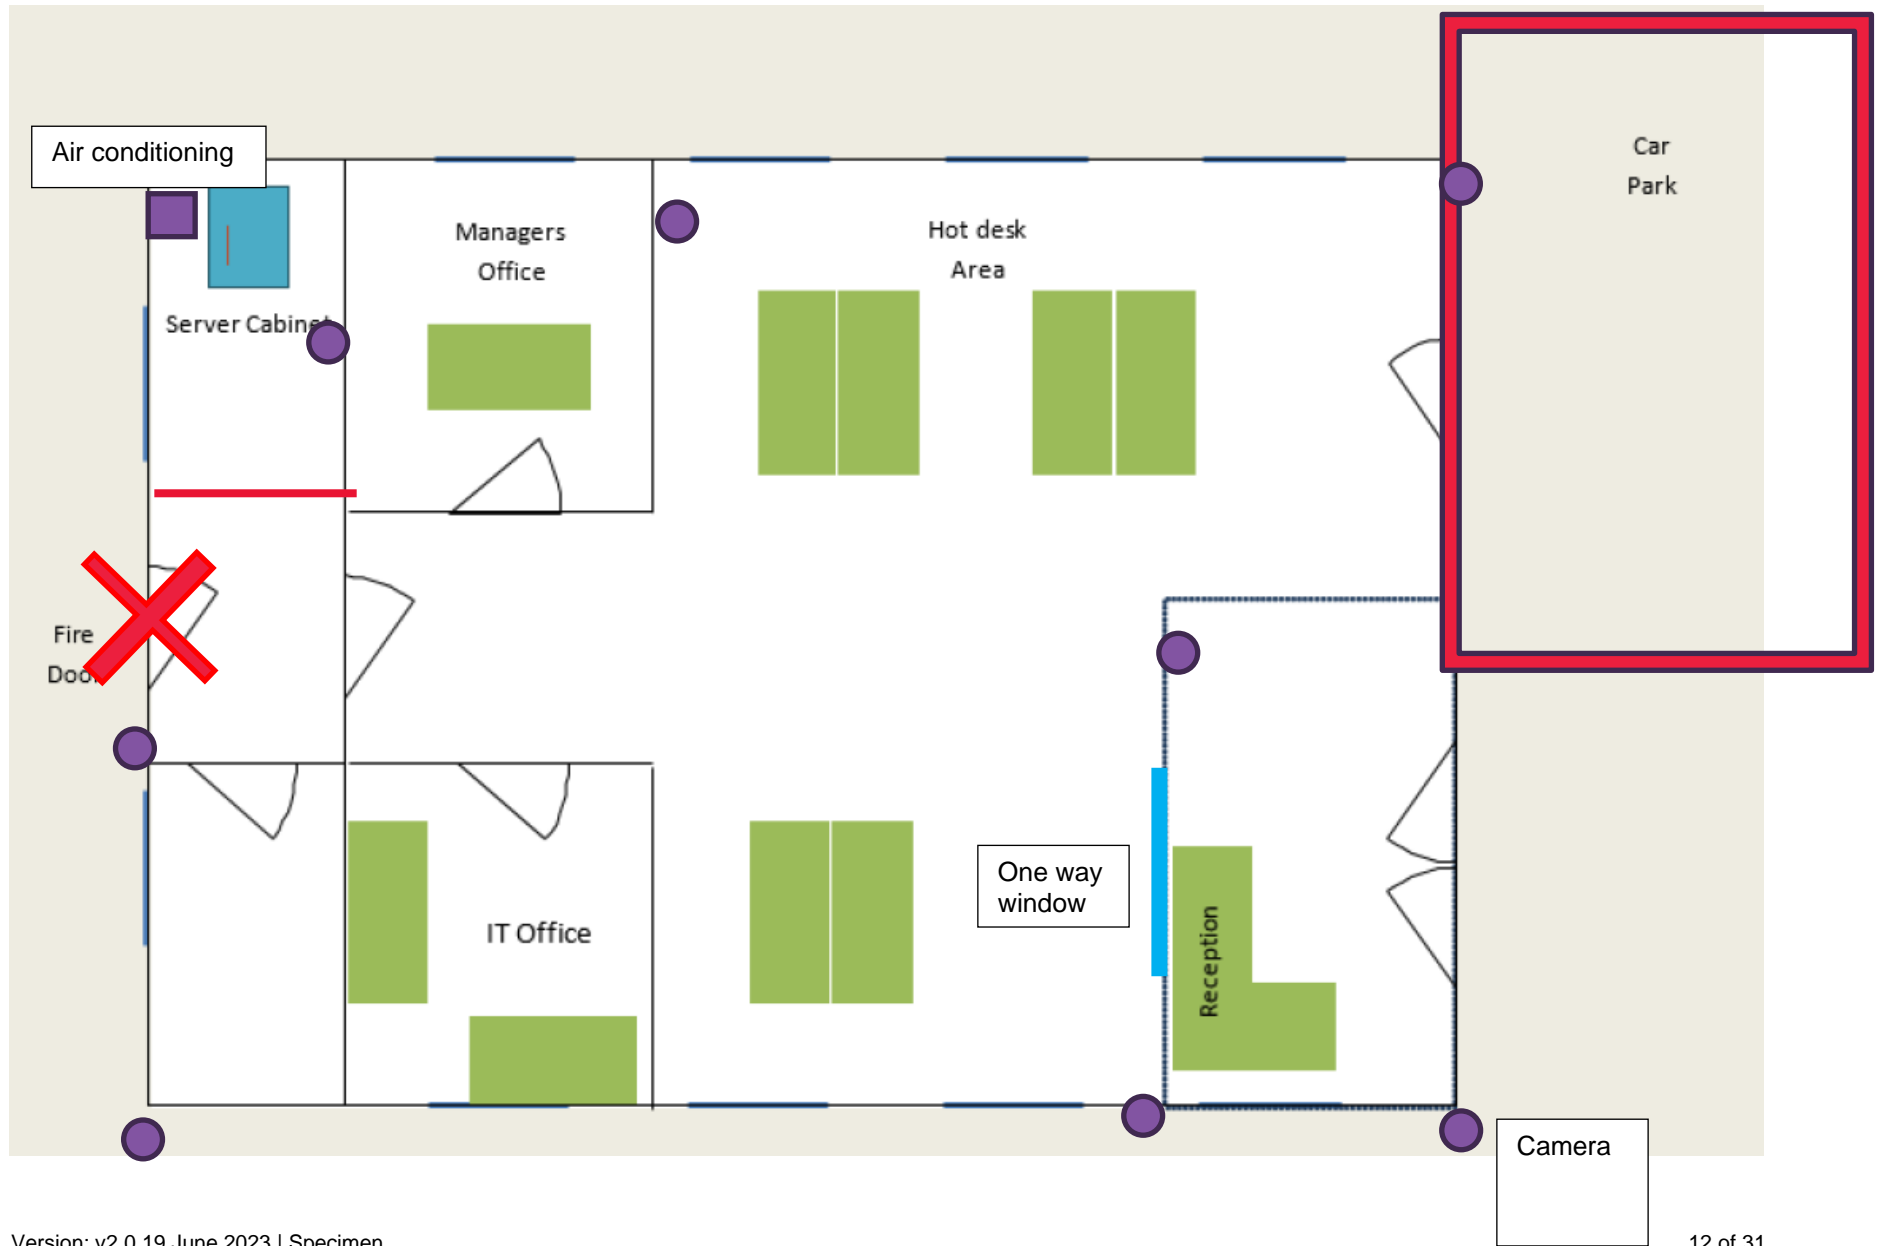 Air conditioning
Car
Park
Managers
Office
Hot desk
Area
Server Cabinet
Fire
Door
One way
window
IT Office
Reception
Camera
Version: v2.0 19 June 2023 | Specimen
12 of 31